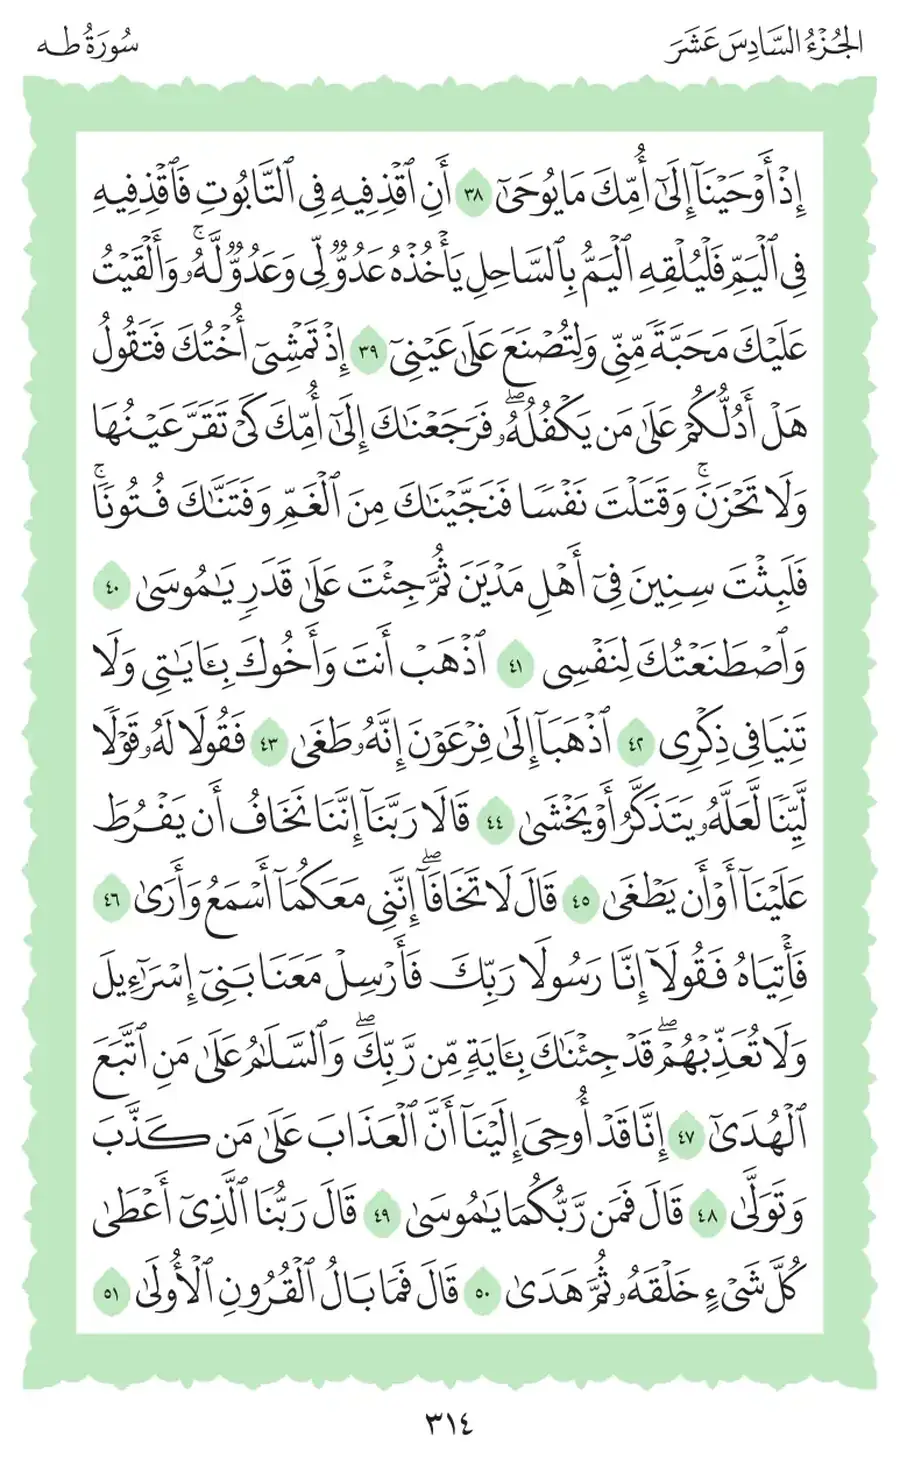 الجُزْءُ السَّادِسَ عَشَرَ
سُورَةُ طه
إِذْ أَوْحَيْنَآ إِلَىٰٓ أُمِّكَ مَا يُوحَىٰٓ ٣٨ أَنِ ٱقْذِفِيهِ فِى ٱلتَّابُوتِ فَٱقْذِفِيهِ
فِى ٱلْيَمِّ فَلْيُلْقِهِ ٱلْيَمُّ بِٱلسَّاحِلِ يَأْخُذْهُ عَدُوٌّ لِّى وَعَدُوٌّ لَّهُۥ ۚ وَأَلْقَيْتُ
عَلَيْكَ مَحَبَّةً مِّنِّى وَلِتُصْنَعَ عَلَىٰ عَيْنِىٓ ٣٩ إِذْ تَمْشِىٓ أُخْتُكَ فَتَقُولُ
هَلْ أَدُلُّكُمْ عَلَىٰ مَن يَكْفُلُهُۥ ۖ فَرَجَعْنَـٰكَ إِلَىٰٓ أُمِّكَ كَىْ تَقَرَّ عَيْنُهَا
وَلَا تَحْزَنَ ۚ وَقَتَلْتَ نَفْسًا فَنَجَّيْنَـٰكَ مِنَ ٱلْغَمِّ وَفَتَنَّـٰكَ فُتُونًا ۚ
فَلَبِثْتَ سِنِينَ فِىٓ أَهْلِ مَدْيَنَ ثُمَّ جِئْتَ عَلَىٰ قَدَرٍ يَـٰمُوسَىٰ ٤٠
وَٱصْطَنَعْتُكَ لِنَفْسِى ٤١ ٱذْهَبْ أَنتَ وَأَخُوكَ بِـَٔايَـٰتِى وَلَا
تَنِيَا فِى ذِكْرِى ٤٢ ٱذْهَبَآ إِلَىٰ فِرْعَوْنَ إِنَّهُۥ طَغَىٰ ٤٣ فَقُولَا لَهُۥ قَوْلًا
لَّيِّنًا لَّعَلَّهُۥ يَتَذَكَّرُ أَوْ يَخْشَىٰ ٤٤ قَالَا رَبَّنَآ إِنَّنَا نَخَافُ أَن يَفْرُطَ
عَلَيْنَآ أَوْ أَن يَطْغَىٰ ٤٥ قَالَ لَا تَخَافَآ ۖ إِنَّنِى مَعَكُمَآ أَسْمَعُ وَأَرَىٰ ٤٦
فَأْتِيَاهُ فَقُولَآ إِنَّا رَسُولَا رَبِّكَ فَأَرْسِلْ مَعَنَا بَنِىٓ إِسْرَٰٓءِيلَ
وَلَا تُعَذِّبْهُمْ ۖ قَدْ جِئْنَـٰكَ بِـَٔايَةٍ مِّن رَّبِّكَ ۖ وَٱلسَّلَـٰمُ عَلَىٰ مَنِ ٱتَّبَعَ
ٱلْهُدَىٰٓ ٤٧ إِنَّا قَدْ أُوحِىَ إِلَيْنَآ أَنَّ ٱلْعَذَابَ عَلَىٰ مَن كَذَّبَ
وَتَوَلَّىٰ ٤٨ قَالَ فَمَن رَّبُّكُمَا يَـٰمُوسَىٰ ٤٩ قَالَ رَبُّنَا ٱلَّذِىٓ أَعْطَىٰ
كُلَّ شَىْءٍ خَلْقَهُۥ ثُمَّ هَدَىٰ ٥٠ قَالَ فَمَا بَالُ ٱلْقُرُونِ ٱلْأُولَىٰ ٥١
٣١٤